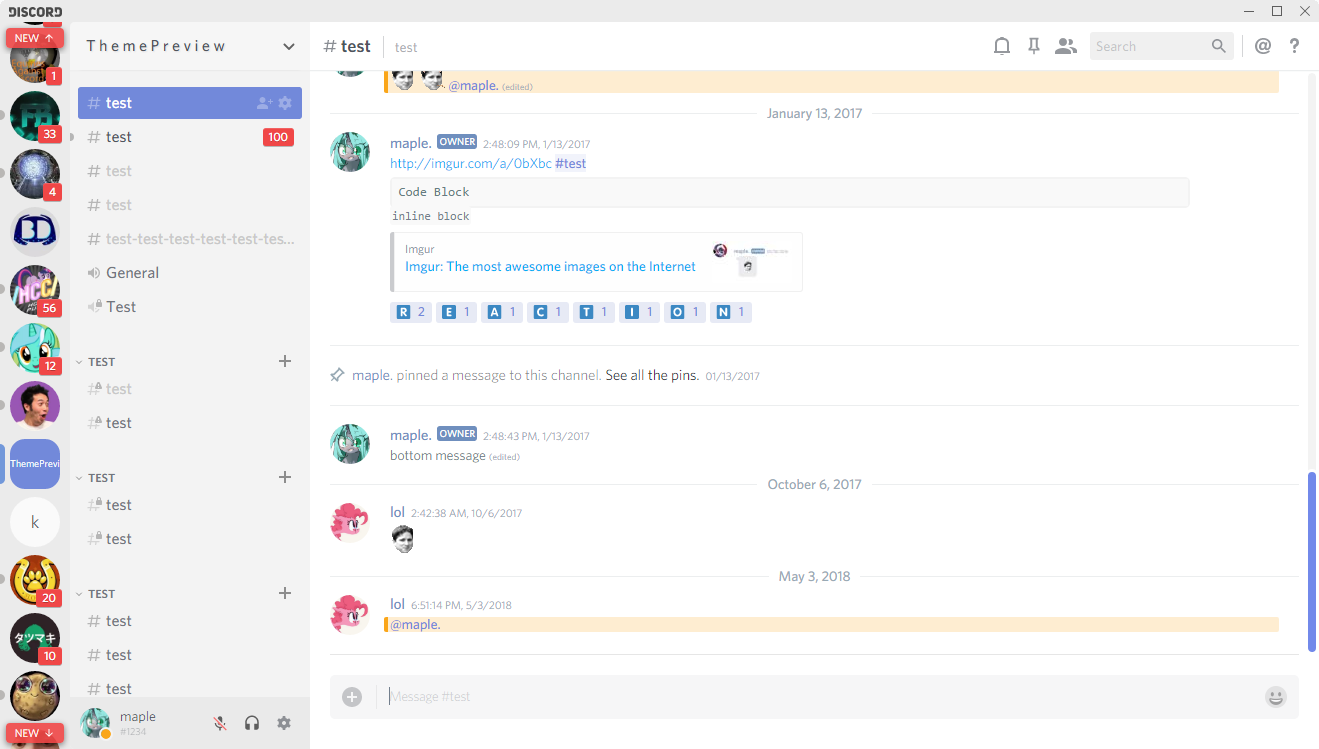 DISCORD
NEW ↑
1
33
4
BD
HCC
56
12
ThemePrevi
k
20
タツマキ
10
NEW ↓
ThemePreview
# test
# test 100
# test
# test
# test-test-test-test-test-tes...
General
Test
TEST +
# test
# test
TEST +
# test
# test
TEST +
# test
# test
# test
maple
#1234
# test test
Search
@ ?
@maple. (edited)
January 13, 2017
maple. OWNER 2:48:09 PM, 1/13/2017
http://imgur.com/a/0bXbc #test
Code Block
inline block
Imgur
Imgur: The most awesome images on the Internet
R 2 E 1 A 1 C 1 T 1 I 1 O 1 N 1
maple. pinned a message to this channel. See all the pins. 01/13/2017
maple. OWNER 2:48:43 PM, 1/13/2017
bottom message (edited)
October 6, 2017
lol 2:42:38 AM, 10/6/2017
May 3, 2018
lol 6:51:14 PM, 5/3/2018
@maple.
Message #test